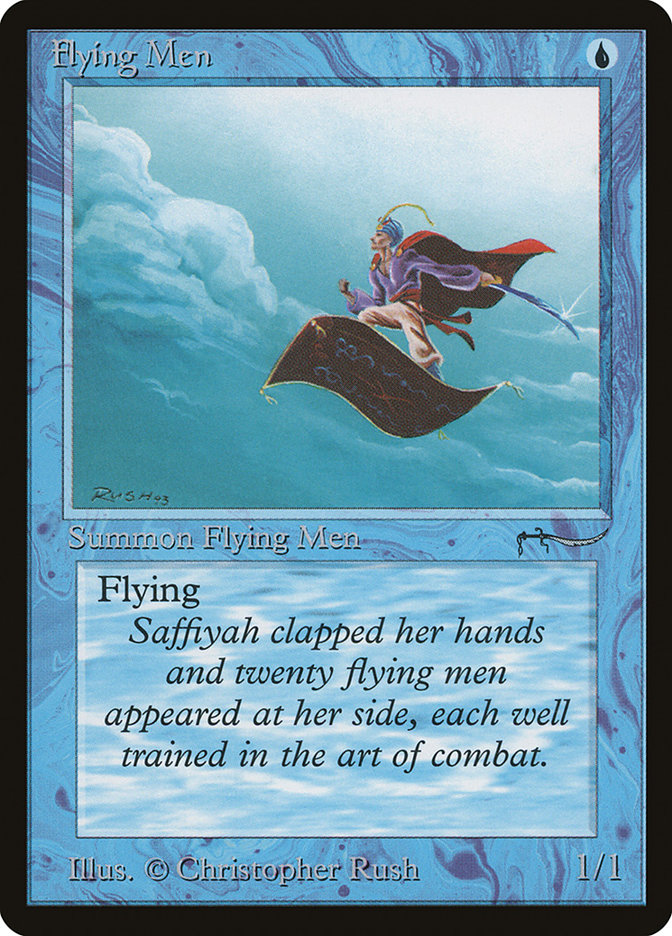 Flying Men
RUSH 93
Summon Flying Men
Flying
Saffiyah clapped her hands
and twenty flying men
appeared at her side, each well
trained in the art of combat.
Illus. © Christopher Rush
1/1